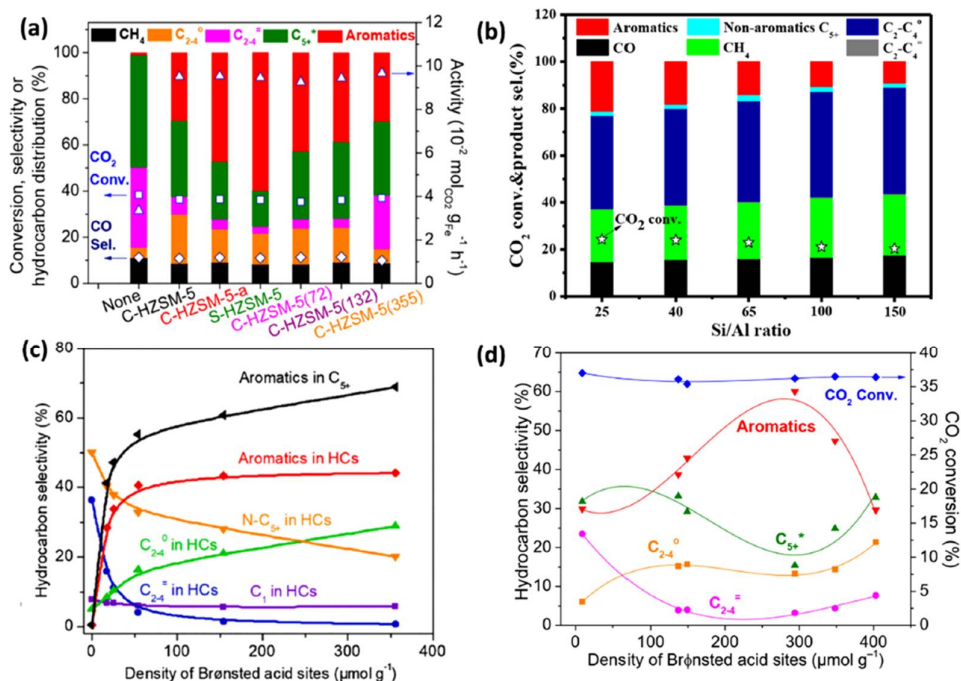 (a)
CH₄ C₂₋₄° C₂₋₄⁼ C₅₊* Aromatics
Conversion, selectivity or
hydrocarbon distribution (%)
100
80
60
40
20
0
CO₂
Conv.
CO
Sel.
12
10
8
6
4
2
0
Activity (10⁻² mol_CO2 g_Fe⁻¹ h⁻¹)
None
C-HZSM-5
C-HZSM-5-a
S-HZSM-5
C-HZSM-5(72)
C-HZSM-5(132)
C-HZSM-5(355)
(b)
Aromatics Non-aromatics C₅₊ C₂-C₄°
CO CH₄ C₂-C₄⁼
CO₂ conv.&product sel.(%)
120
100
80
60
40
20
0
CO₂ conv.
25 40 65 100 150
Si/Al ratio
(c)
Hydrocarbon selectivity (%)
80
60
40
20
0
Aromatics in C₅₊
Aromatics in HCs
N-C₅₊ in HCs
C₂₋₄° in HCs
C₂₋₄⁼ in HCs
C₁ in HCs
0 100 200 300 400
Density of Brønsted acid sites (μmol g⁻¹)
(d)
Hydrocarbon selectivity (%)
70
60
50
40
30
20
10
0
CO₂ Conv.
Aromatics
C₅₊*
C₂₋₄°
C₂₋₄⁼
40
35
30
25
20
15
10
5
0
CO₂ conversion (%)
0 100 200 300 400
Density of Brϕnsted acid sites (μmol g⁻¹)